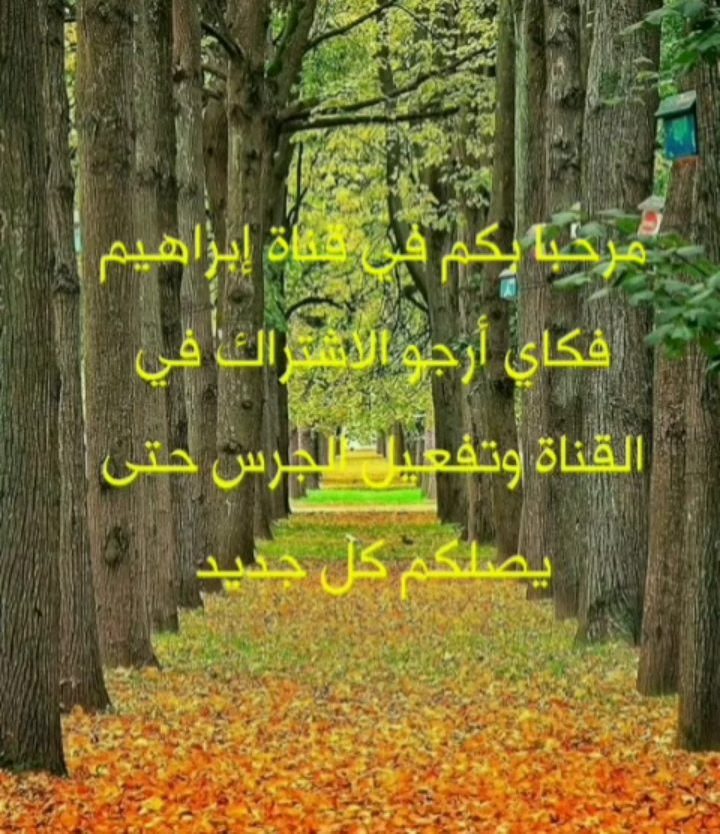 مرحبا بكم في قناة إبراهيم
فكاي أرجو الاشتراك في
القناة وتفعيل الجرس حتى
يصلكم كل جديد